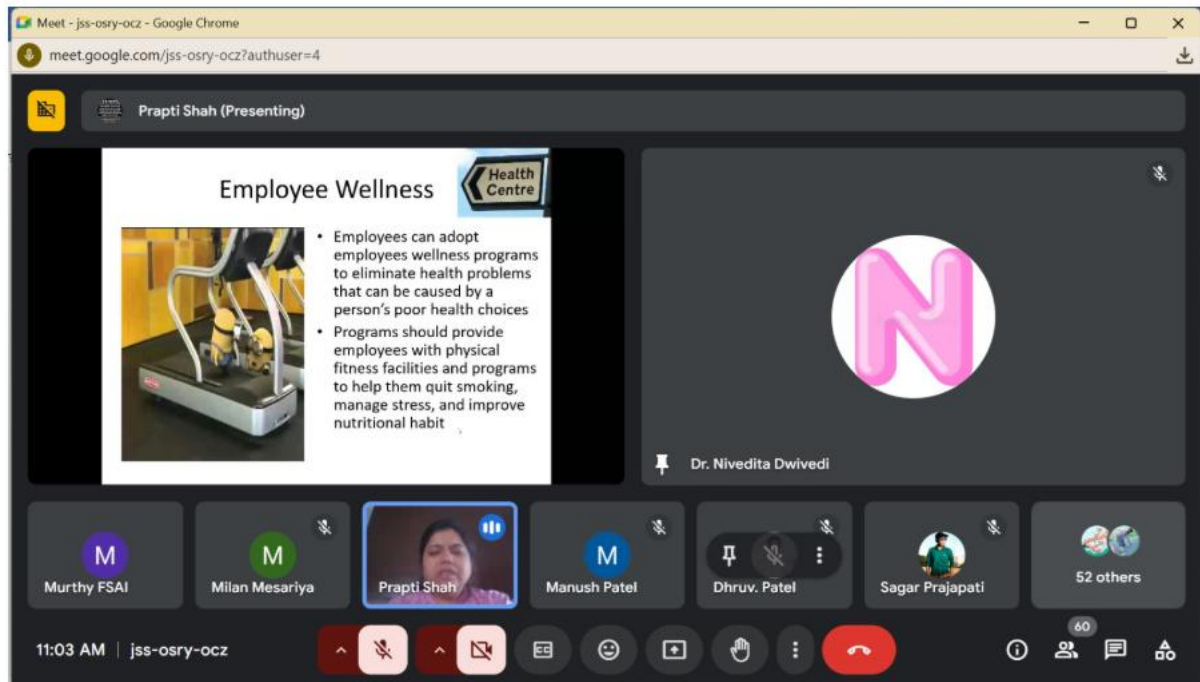 Meet - jss-osry-ocz - Google Chrome
meet.google.com/jss-osry-ocz?authuser=4
Prapti Shah (Presenting)
Employee Wellness
Health
Centre
• Employees can adopt
employees wellness programs
to eliminate health problems
that can be caused by a
person's poor health choices
• Programs should provide
employees with physical
fitness facilities and programs
to help them quit smoking,
manage stress, and improve
nutritional habit
N
Dr. Nivedita Dwivedi
M
Murthy FSAI
M
Milan Mesariya
Prapti Shah
M
Manush Patel
Dhruv. Patel
Sagar Prajapati
52 others
11:03 AM | jss-osry-ocz
CC
60